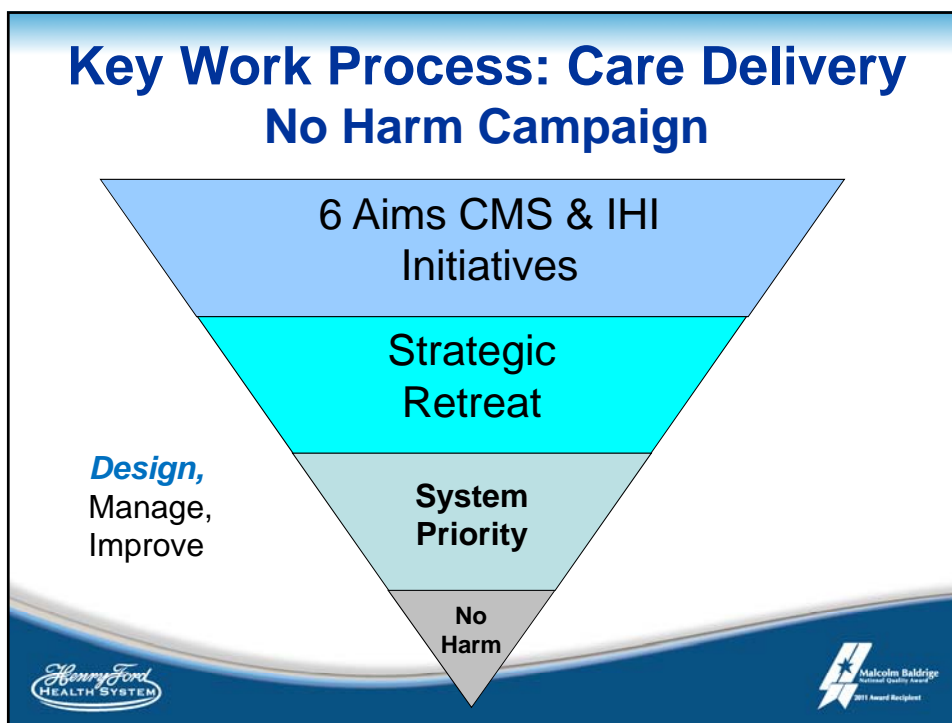 Key Work Process: Care Delivery
No Harm Campaign
6 Aims CMS & IHI
Initiatives
Strategic
Retreat
System
Priority
No
Harm
Design,
Manage,
Improve
Henry Ford
HEALTH SYSTEM
Malcolm Baldrige
National Quality Award
2011 Award Recipient